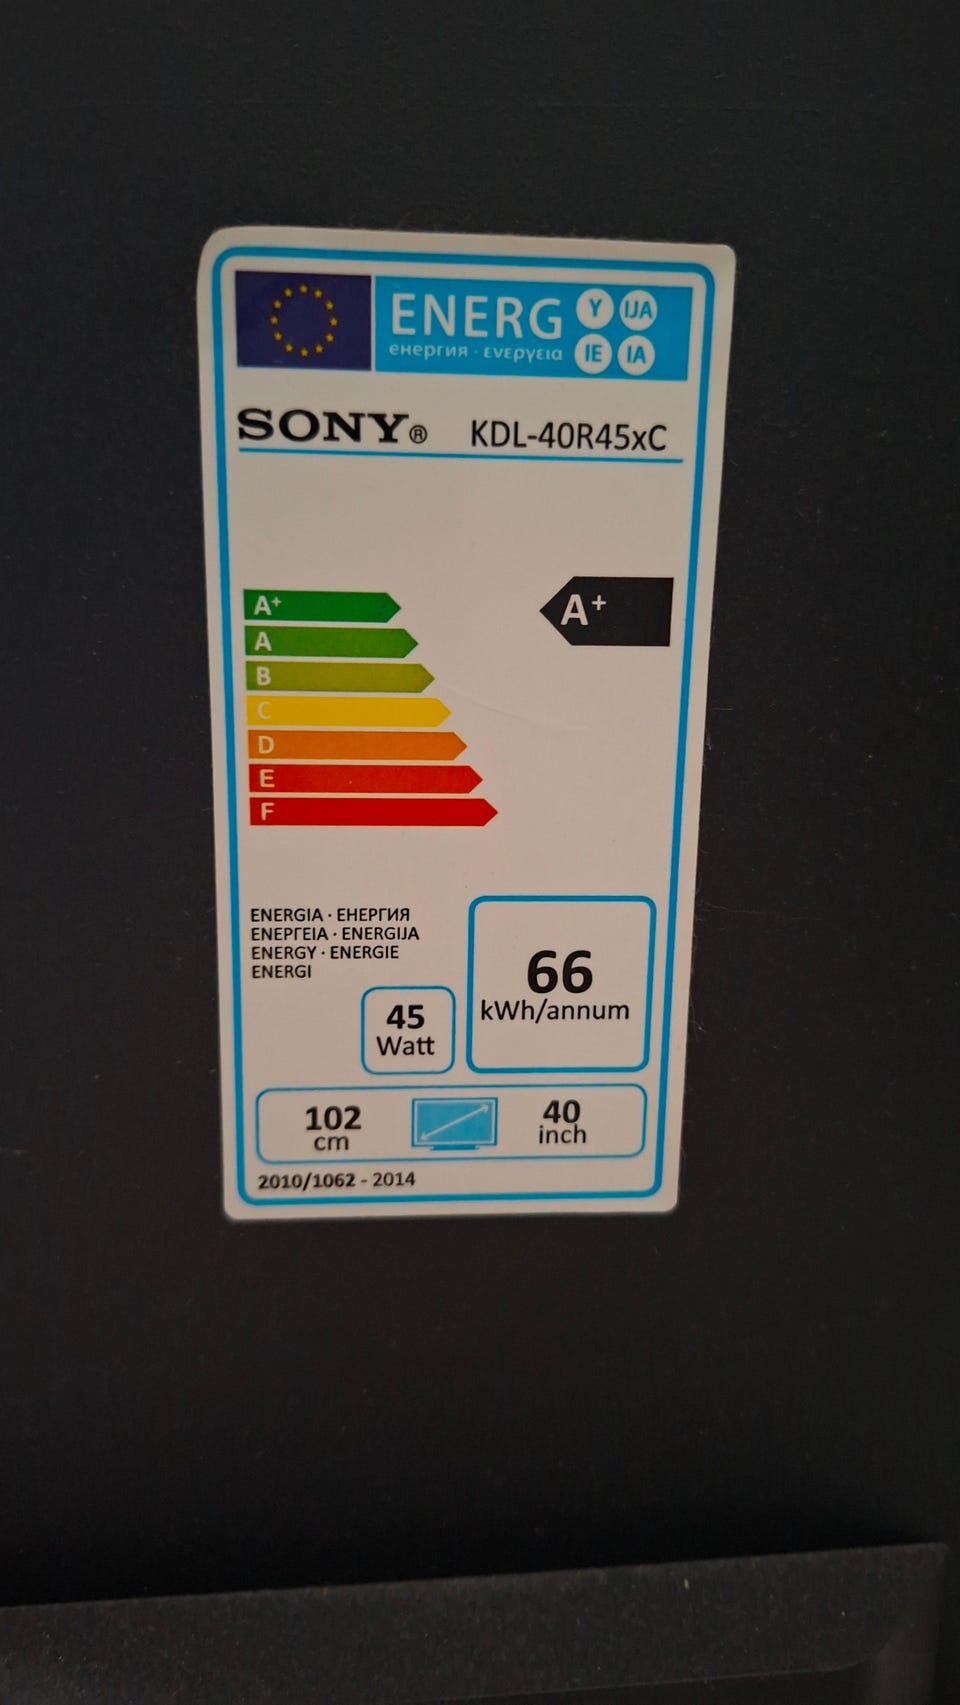 ENERG Y IJA
енергия · ενεργεια IE IA
SONY® KDL-40R45xC
A+
A+
A
B
C
D
E
F
ENERGIA · ЕНЕРГИЯ
ΕΝΕΡΓΕΙΑ · ENERGIJA
ENERGY · ENERGIE
ENERGI
45
Watt
66
kWh/annum
102
cm
40
inch
2010/1062 - 2014